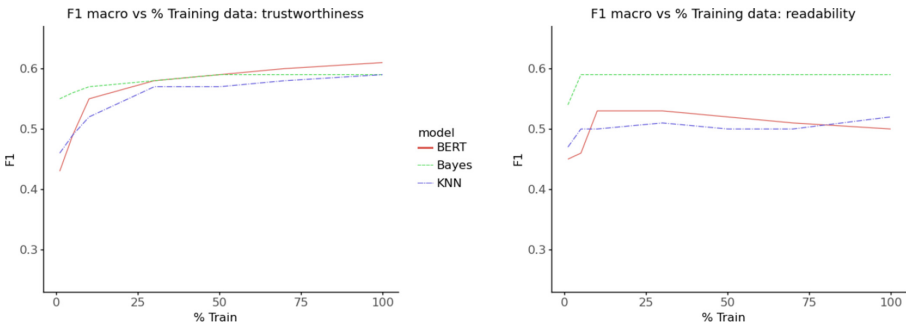 F1 macro vs % Training data: trustworthiness
0.6
0.5
0.4
0.3
F1
0
25
50
75
100
% Train
model
BERT
Bayes
KNN
F1 macro vs % Training data: readability
0.6
0.5
0.4
0.3
F1
0
25
50
75
100
% Train